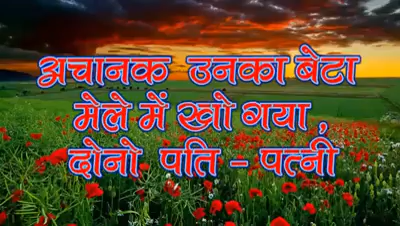 अचानक उनका बेटा
मेले में खो गया ,
दोनो पति - पत्नी